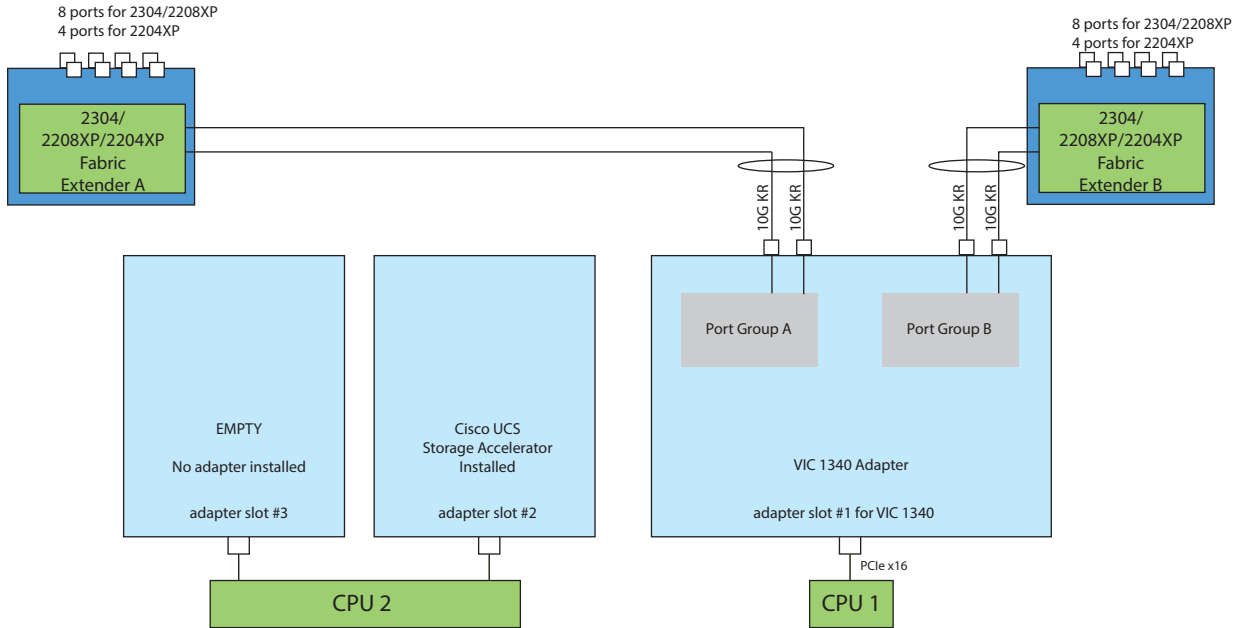 8 ports for 2304/2208XP
4 ports for 2204XP
8 ports for 2304/2208XP
4 ports for 2204XP
2304/
2208XP/2204XP
Fabric
Extender A
2304/
2208XP/2204XP
Fabric
Extender B
10G KR
10G KR
10G KR
10G KR
Port Group A
Port Group B
EMPTY
No adapter installed
adapter slot #3
Cisco UCS
Storage Accelerator
Installed
adapter slot #2
VIC 1340 Adapter
adapter slot #1 for VIC 1340
PCIe x16
CPU 2
CPU 1